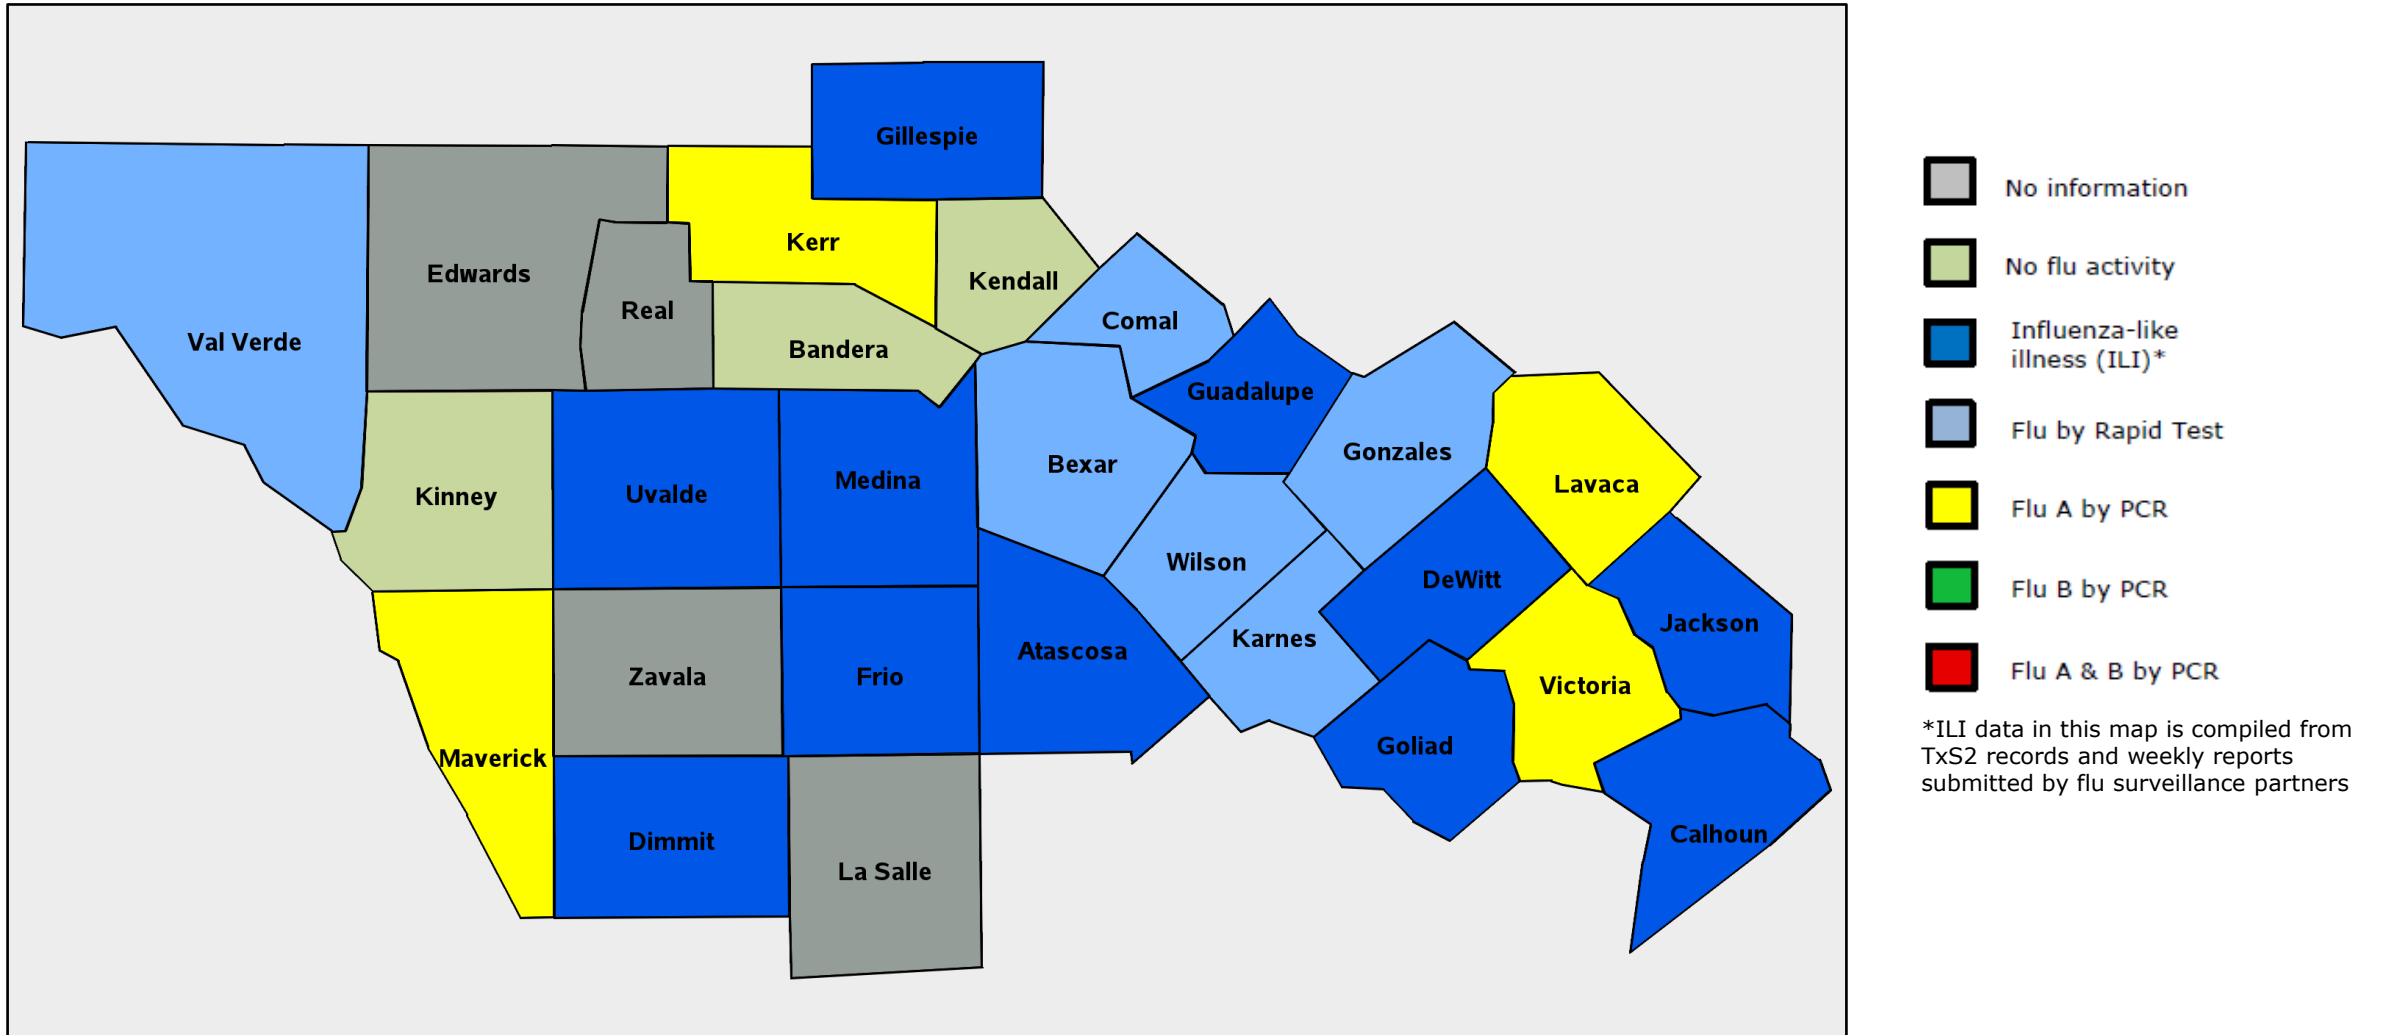 Gillespie
Kerr
Edwards
Kendall
Real
Comal
Val Verde
Bandera
Guadalupe
Gonzales
Bexar
Medina
Lavaca
Uvalde
Kinney
Wilson
DeWitt
Jackson
Karnes
Atascosa
Zavala
Frio
Victoria
Goliad
Maverick
Calhoun
Dimmit
La Salle
No information
No flu activity
Influenza-like
illness (ILI)*
Flu by Rapid Test
Flu A by PCR
Flu B by PCR
Flu A & B by PCR
*ILI data in this map is compiled from
TxS2 records and weekly reports
submitted by flu surveillance partners